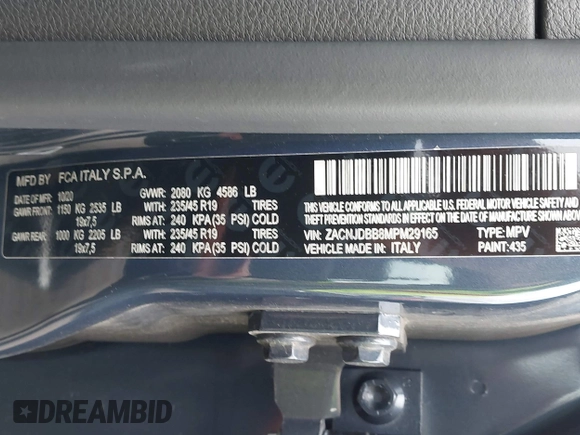 MFD BY FCA ITALY S.P.A.
MFD DT: 10/20 GVWR: 2080 KG 4586 LB
GAWR FRONT: 1150 KG 2535 LB WITH: 235/45 R19 TIRES
19x7,5 RIMS AT: 240 KPA(35 PSI) COLD
GAWR REAR: 1000 KG 2205 LB WITH: 235/45 R19 TIRES
19x7,5 RIMS AT: 240 KPA(35 PSI) COLD
THIS VEHICLE CONFORMS TO ALL APPLICABLE FEDERAL MOTOR VEHICLE SAFETY
AND THEFT PREVENTION STANDARDS IN EFFECT ON THE DATE OF MANUFACTURE SHOWN ABOVE.
VIN: ZACNJDBB8MPM29165 TYPE: MPV
VEHICLE MADE IN: ITALY PAINT: 435
DREAMBID